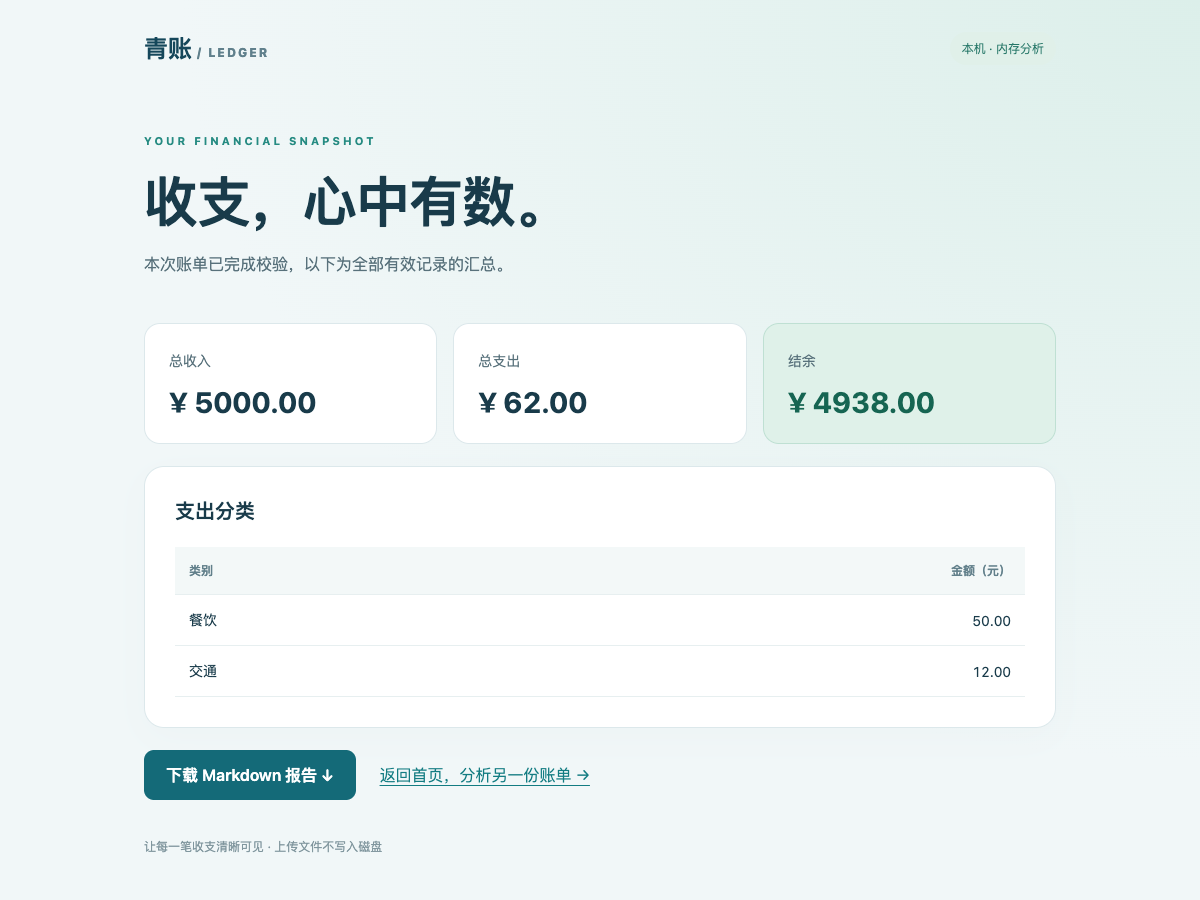 青账 / LEDGER
本机 · 内存分析
YOUR FINANCIAL SNAPSHOT
收支，心中有数。
本次账单已完成校验，以下为全部有效记录的汇总。
总收入
¥ 5000.00
总支出
¥ 62.00
结余
¥ 4938.00
支出分类
类别 金额（元）
餐饮 50.00
交通 12.00
下载 Markdown 报告 ↓
返回首页，分析另一份账单 →
让每一笔收支清晰可见 · 上传文件不写入磁盘